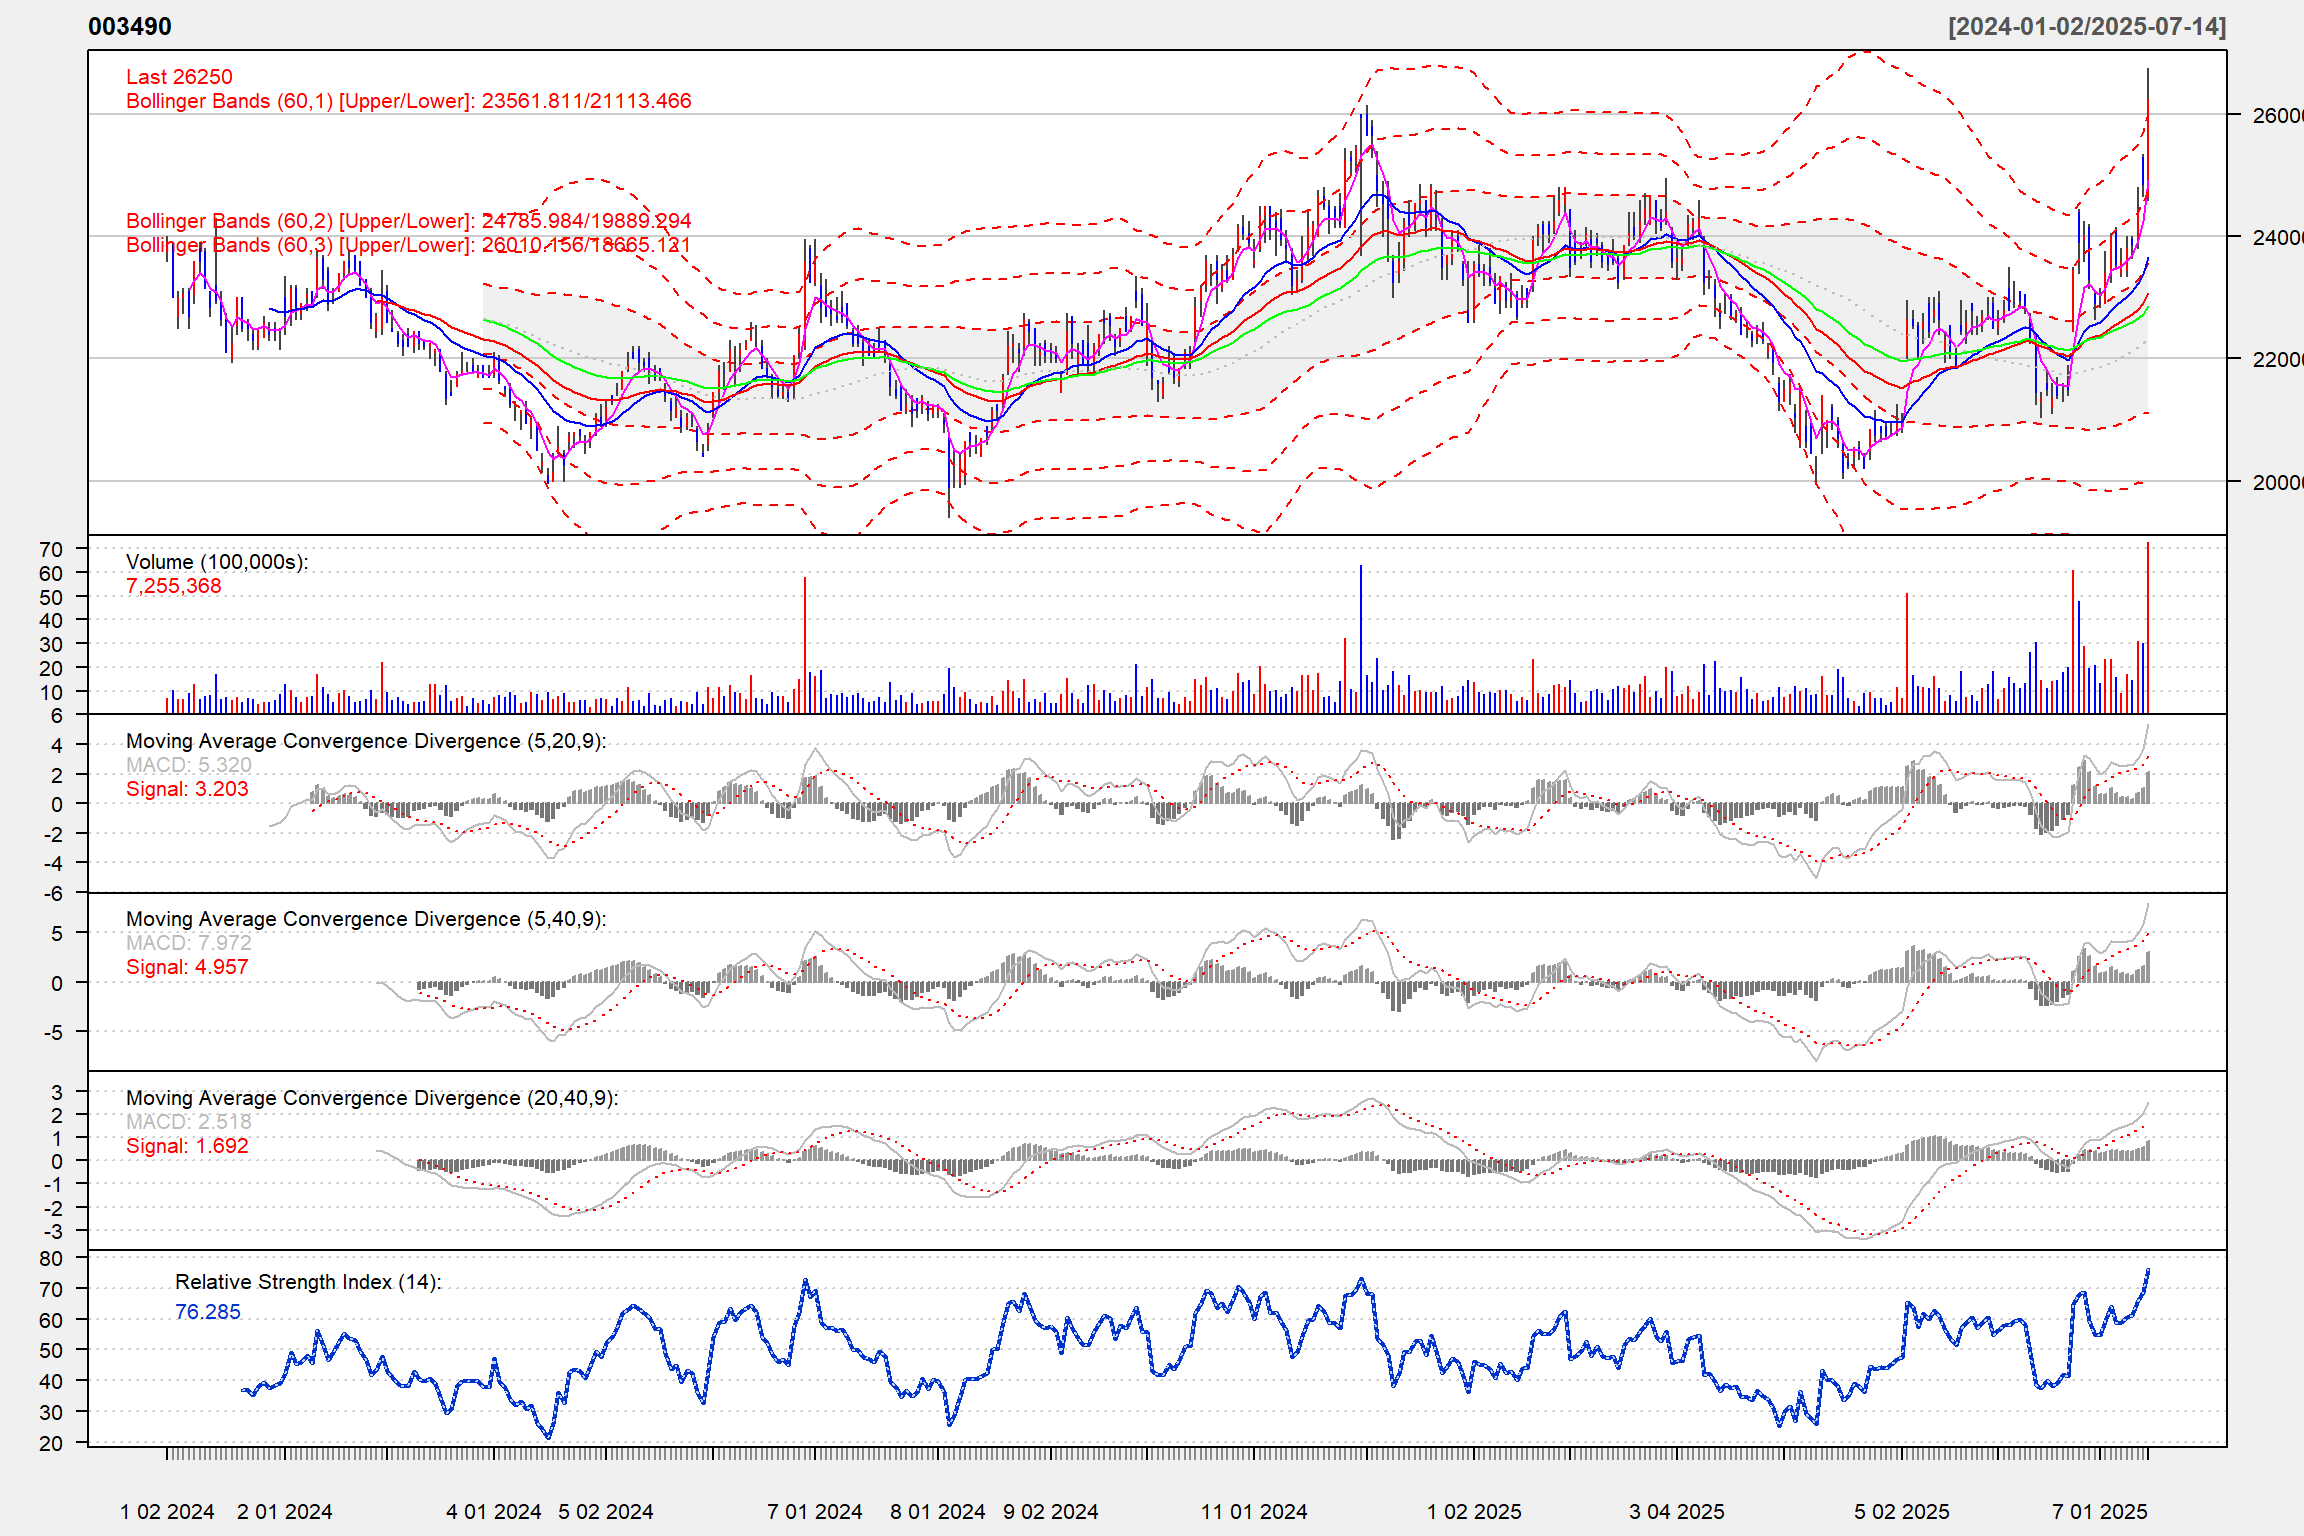 003490
[2024-01-02/2025-07-14]
Last 26250
Bollinger Bands (60,1) [Upper/Lower]: 23561.811/21113.466
Bollinger Bands (60,2) [Upper/Lower]: 24785.984/19889.294
Bollinger Bands (60,3) [Upper/Lower]: 26010.156/18665.121
26000
24000
22000
20000
Volume (100,000s):
7,255,368
70
60
50
40
30
20
10
Moving Average Convergence Divergence (5,20,9):
MACD: 5.320
Signal: 3.203
6
4
2
0
-2
-4
-6
Moving Average Convergence Divergence (5,40,9):
MACD: 7.972
Signal: 4.957
5
0
-5
Moving Average Convergence Divergence (20,40,9):
MACD: 2.518
Signal: 1.692
3
2
1
0
-1
-2
-3
Relative Strength Index (14):
76.285
80
70
60
50
40
30
20
1 02 2024 2 01 2024 4 01 2024 5 02 2024 7 01 2024 8 01 2024 9 02 2024 11 01 2024 1 02 2025 3 04 2025 5 02 2025 7 01 2025